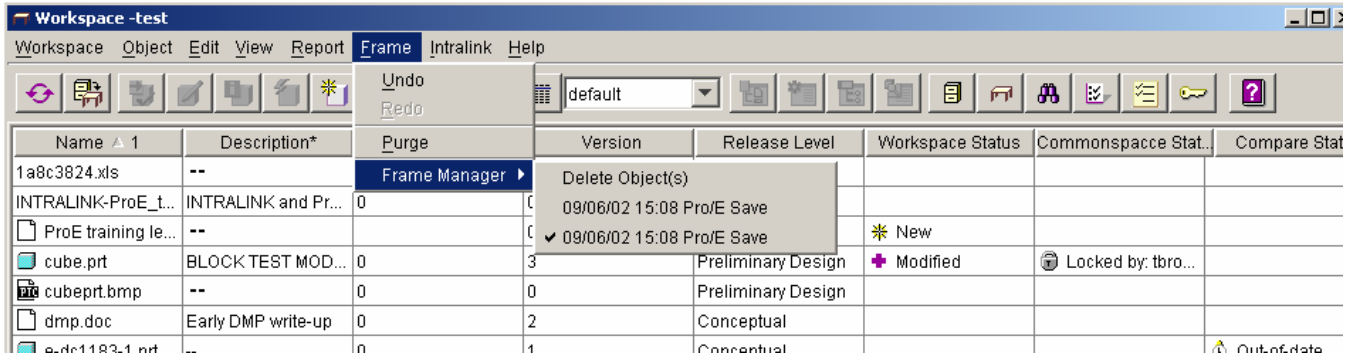 Workspace -test
Workspace Object Edit View Report Frame Intralink Help
Undo
Redo
Purge
Frame Manager
Delete Object(s)
09/06/02 15:08 Pro/E Save
09/06/02 15:08 Pro/E Save
default
Name 1 Description* Version Release Level Workspace Status Commonspacce Stat... Compare Stat
1a8c3824.xls --
INTRALINK-ProE_t... INTRALINK and Pr... 0
ProE training le... -- New
cube.prt BLOCK TEST MOD... 0 3 Preliminary Design Modified Locked by: tbro...
PTC cubeprt.bmp -- 0 0 Preliminary Design
dmp.doc Early DMP write-up 0 2 Conceptual
e-dc1183-1.prt -- 0 1 Conceptual Out-of-date